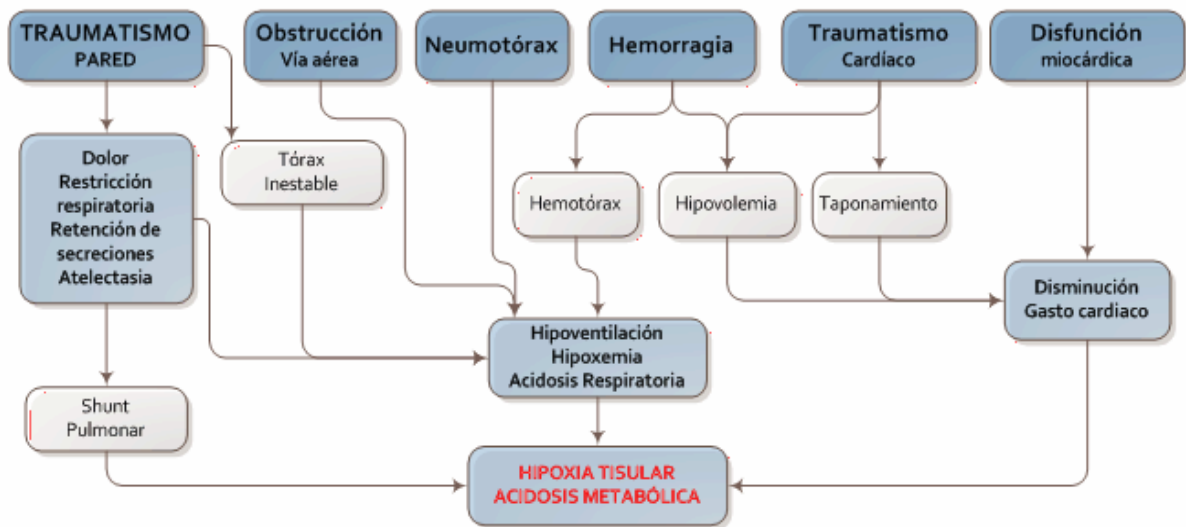 TRAUMATISMO
PARED
Obstrucción
Vía aérea
Neumotórax
Hemorragia
Traumatismo
Cardíaco
Disfunción
miocárdica
Dolor
Restricción
respiratoria
Retención de
secreciones
Atelectasia
Tórax
Inestable
Hemotórax
Hipovolemia
Taponamiento
Disminución
Gasto cardiaco
Hipoventilación
Hipoxemia
Acidosis Respiratoria
Shunt
Pulmonar
HIPOXIA TISULAR
ACIDOSIS METABÓLICA